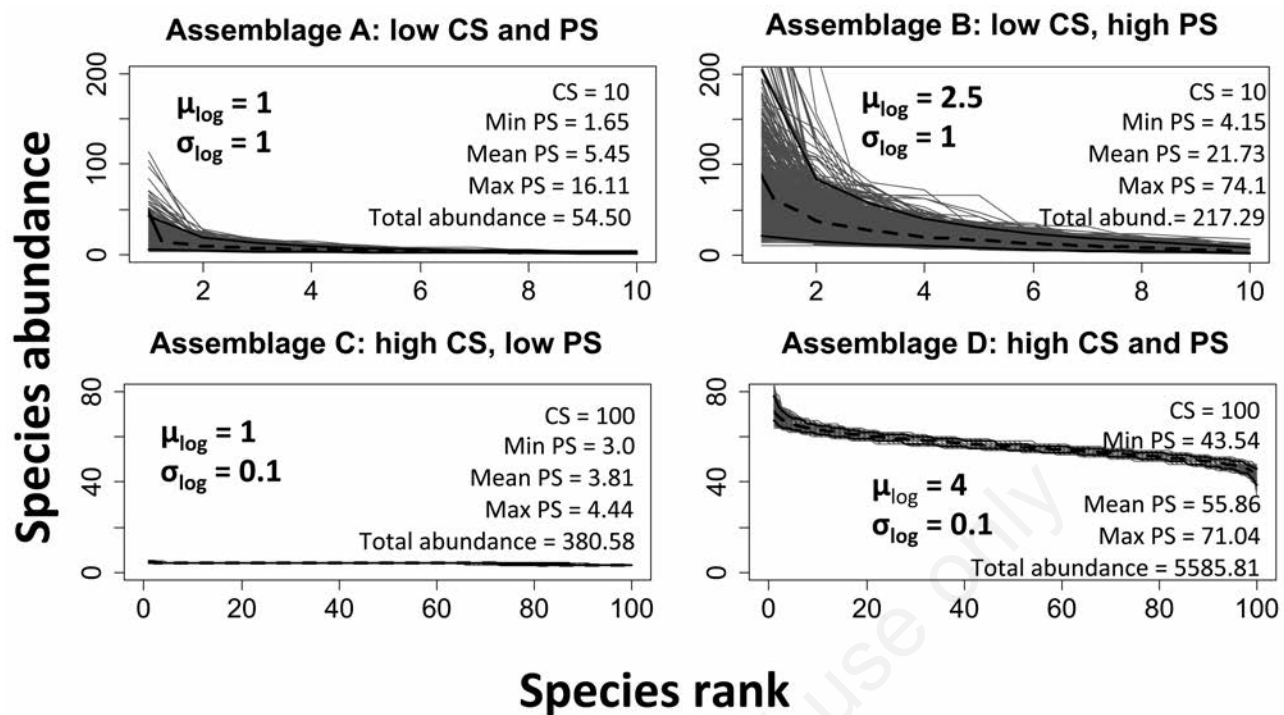 Assemblage A: low CS and PS
200
100
0
μlog = 1
σlog = 1
CS = 10
Min PS = 1.65
Mean PS = 5.45
Max PS = 16.11
Total abundance = 54.50
2 4 6 8 10
Assemblage B: low CS, high PS
200
100
0
μlog = 2.5
σlog = 1
CS = 10
Min PS = 4.15
Mean PS = 21.73
Max PS = 74.1
Total abund.= 217.29
2 4 6 8 10
Species abundance
Assemblage C: high CS, low PS
80
40
0
μlog = 1
σlog = 0.1
CS = 100
Min PS = 3.0
Mean PS = 3.81
Max PS = 4.44
Total abundance = 380.58
0 20 40 60 80 100
Assemblage D: high CS and PS
80
40
0
CS = 100
Min PS = 43.54
μlog = 4
σlog = 0.1
Mean PS = 55.86
Max PS = 71.04
Total abundance = 5585.81
0 20 40 60 80 100
Species rank
use only